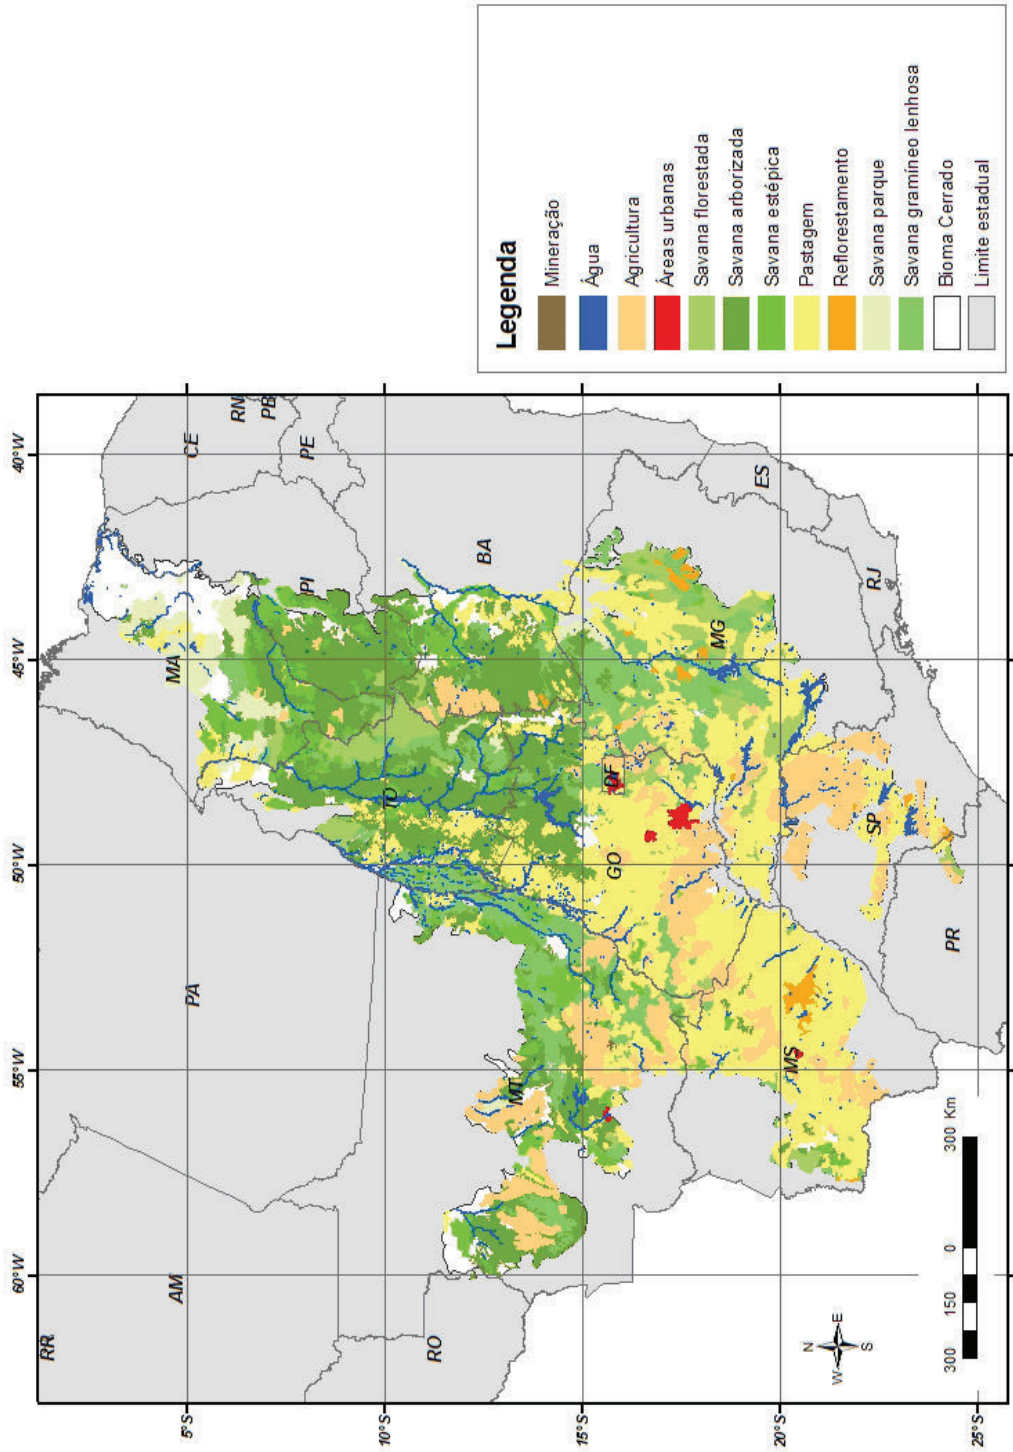 40°W
45°W
50°W
55°W
60°W
5°S
10°S
15°S
20°S
25°S
RR
AM
PA
MA
CE
RN
PB
PE
PI
TO
BA
RO
MT
GO
DF
MG
ES
MS
SP
RJ
PR
N
W
E
S
300
150
0
300 Km
Legenda
Mineração
Água
Agricultura
Áreas urbanas
Savana florestada
Savana arborizada
Savana estépica
Pastagem
Reflorestamento
Savana parque
Savana gramíneo lenhosa
Bioma Cerrado
Limite estadual